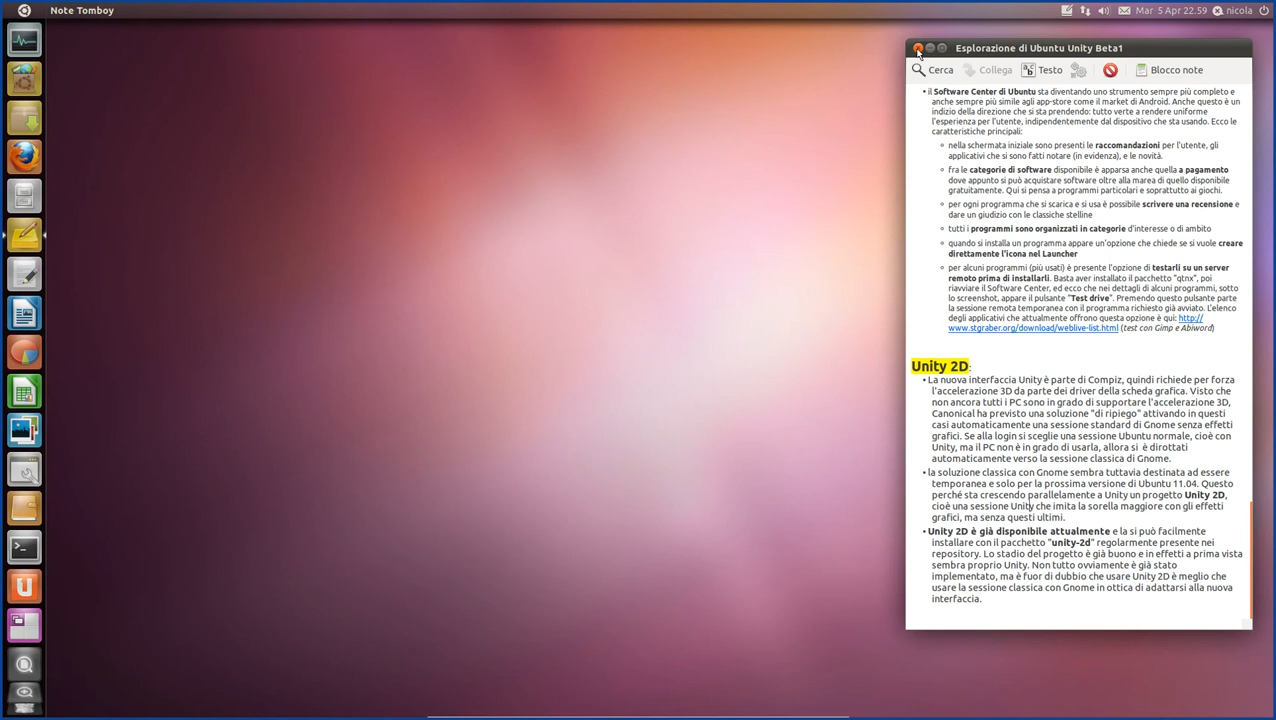 Note Tomboy
Mar 5 Apr 22.59
nicola
Esplorazione di Ubuntu Unity Beta1
Cerca
Collega
Testo
Blocco note
• il Software Center di Ubuntu sta diventando uno strumento sempre più completo e
anche sempre più simile agli app-store come il market di Android. Anche questo è un
indizio della direzione che si sta prendendo: tutto verte a rendere uniforme
l'esperienza per l'utente, indipendentemente dal dispositivo che sta usando. Ecco le
caratteristiche principali:
◦ nella schermata iniziale sono presenti le raccomandazioni per l'utente, gli
applicativi che si sono fatti notare (in evidenza), e le novità.
◦ fra le categorie di software disponibile è apparsa anche quella a pagamento
dove appunto si può acquistare software oltre alla marea di quello disponibile
gratuitamente. Qui si pensa a programmi particolari e soprattutto ai giochi.
◦ per ogni programma che si scarica e si usa è possibile scrivere una recensione e
dare un giudizio con le classiche stelline
◦ tutti i programmi sono organizzati in categorie d'interesse o di ambito
◦ quando si installa un programma appare un'opzione che chiede se si vuole creare
direttamente l'icona nel Launcher
◦ per alcuni programmi (più usati) è presente l'opzione di testarli su un server
remoto prima di installarli. Basta aver installato il pacchetto "qtnx", poi
riavviare il Software Center, ed ecco che nei dettagli di alcuni programmi, sotto
lo screenshot, appare il pulsante "Test drive". Premendo questo pulsante parte
la sessione remota temporanea con il programma richiesto già avviato. L'elenco
degli applicativi che attualmente offrono questa opzione è qui: http://
www.stgraber.org/download/weblive-list.html (test con Gimp e Abiword)
Unity 2D:
• La nuova interfaccia Unity è parte di Compiz, quindi richiede per forza
l'accelerazione 3D da parte dei driver della scheda grafica. Visto che
non ancora tutti i PC sono in grado di supportare l'accelerazione 3D,
Canonical ha previsto una soluzione "di ripiego" attivando in questi
casi automaticamente una sessione standard di Gnome senza effetti
grafici. Se alla login si sceglie una sessione Ubuntu normale, cioè con
Unity, ma il PC non è in grado di usarla, allora si è dirottati
automaticamente verso la sessione classica di Gnome.
• la soluzione classica con Gnome sembra tuttavia destinata ad essere
temporanea e solo per la prossima versione di Ubuntu 11.04. Questo
perché sta crescendo parallelamente a Unity un progetto Unity 2D,
cioè una sessione Unity che imita la sorella maggiore con gli effetti
grafici, ma senza questi ultimi.
• Unity 2D è già disponibile attualmente e la si può facilmente
installare con il pacchetto "unity-2d" regolarmente presente nei
repository. Lo stadio del progetto è già buono e in effetti a prima vista
sembra proprio Unity. Non tutto ovviamente è già stato
implementato, ma è fuor di dubbio che usare Unity 2D è meglio che
usare la sessione classica con Gnome in ottica di adattarsi alla nuova
interfaccia.